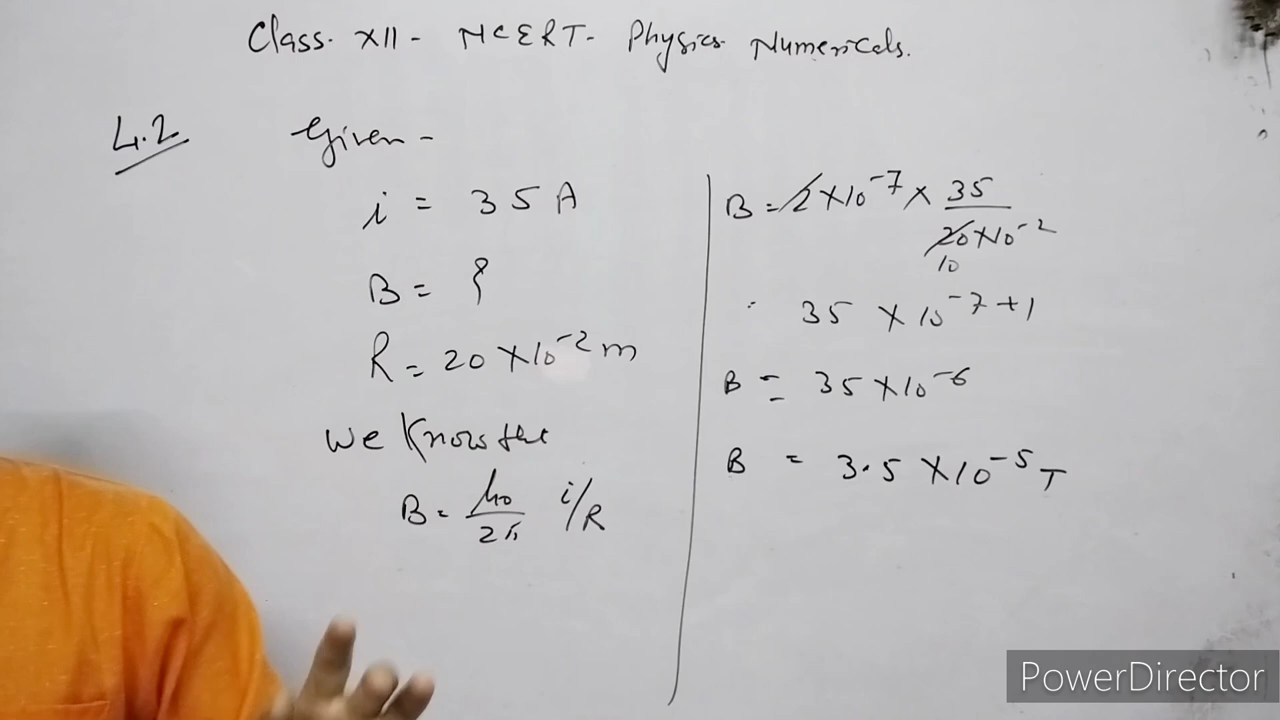 Class. XII - NCERT - Physics Numericals.
4.2 Given -
i = 35 A
B = ?
R = 20 × 10⁻² m
We Know that
B = μ₀/2π i/R
B = 2 × 10⁻⁷ × 35/20 × 10⁻²
10
35 × 10⁻⁷⁺¹
B = 35 × 10⁻⁶
B = 3.5 × 10⁻⁵ T
PowerDirector